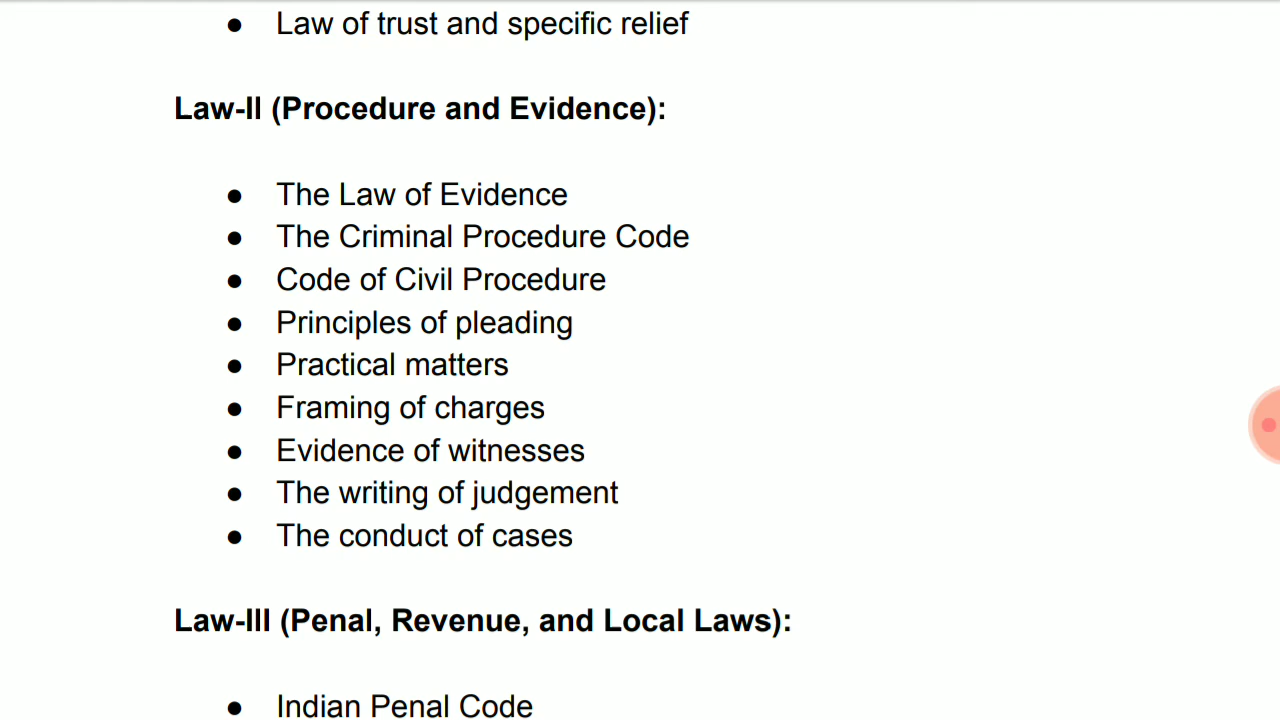 ● Law of trust and specific relief
Law-II (Procedure and Evidence):
● The Law of Evidence
● The Criminal Procedure Code
● Code of Civil Procedure
● Principles of pleading
● Practical matters
● Framing of charges
● Evidence of witnesses
● The writing of judgement
● The conduct of cases
Law-III (Penal, Revenue, and Local Laws):
● Indian Penal Code